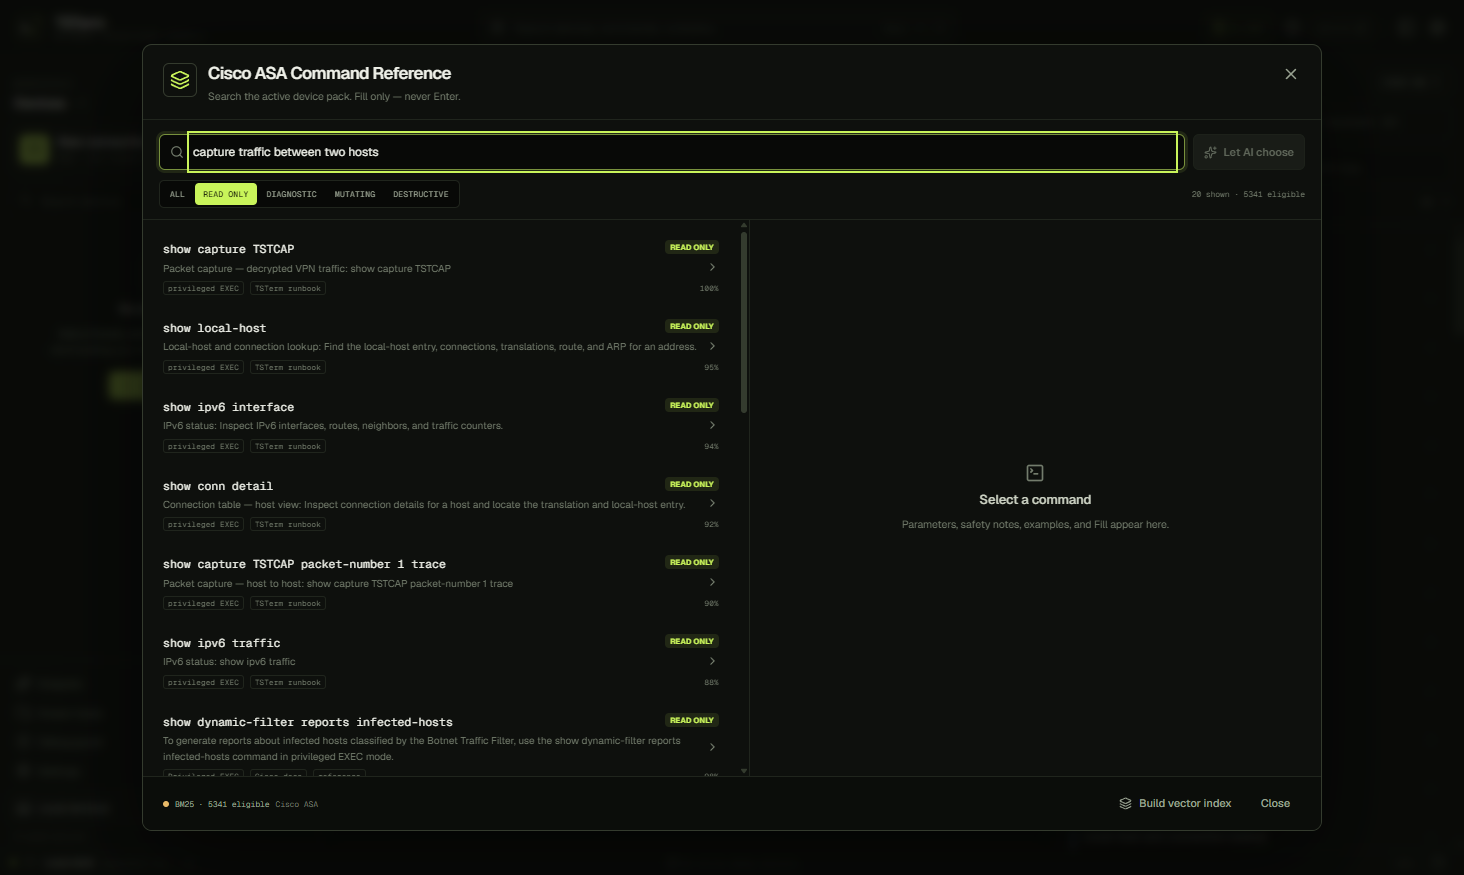 Cisco ASA Command Reference
Search the active device pack. Fill only — never Enter.
capture traffic between two hosts
Let AI choose
ALL READ ONLY DIAGNOSTIC MUTATING DESTRUCTIVE
20 shown · 5341 eligible
show capture TSTCAP
READ ONLY
Packet capture — decrypted VPN traffic: show capture TSTCAP
privileged EXEC TSTerm runbook
100%
show local-host
READ ONLY
Local-host and connection lookup: Find the local-host entry, connections, translations, route, and ARP for an address.
privileged EXEC TSTerm runbook
95%
show ipv6 interface
READ ONLY
IPv6 status: Inspect IPv6 interfaces, routes, neighbors, and traffic counters.
privileged EXEC TSTerm runbook
94%
show conn detail
READ ONLY
Connection table — host view: Inspect connection details for a host and locate the translation and local-host entry.
privileged EXEC TSTerm runbook
92%
show capture TSTCAP packet-number 1 trace
READ ONLY
Packet capture — host to host: show capture TSTCAP packet-number 1 trace
privileged EXEC TSTerm runbook
90%
show ipv6 traffic
READ ONLY
IPv6 status: show ipv6 traffic
privileged EXEC TSTerm runbook
88%
show dynamic-filter reports infected-hosts
READ ONLY
To generate reports about infected hosts classified by the Botnet Traffic Filter, use the show dynamic-filter reports
infected-hosts command in privileged EXEC mode.
Select a command
Parameters, safety notes, examples, and Fill appear here.
BM25 · 5341 eligible Cisco ASA
Build vector index
Close